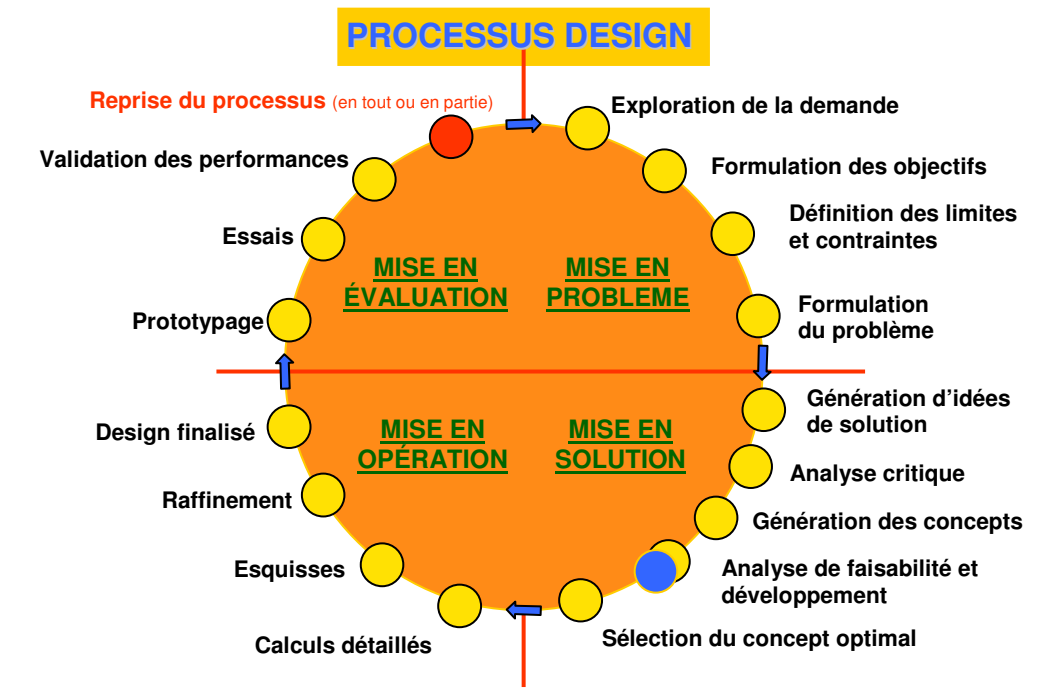 PROCESSUS DESIGN
Reprise du processus (en tout ou en partie)
Exploration de la demande
Validation des performances
Formulation des objectifs
Définition des limites
et contraintes
Essais
MISE EN
ÉVALUATION
MISE EN
PROBLEME
Prototypage
Formulation
du problème
Génération d’idées
de solution
Design finalisé
MISE EN
OPÉRATION
MISE EN
SOLUTION
Analyse critique
Raffinement
Génération des concepts
Esquisses
Analyse de faisabilité et
développement
Calculs détaillés
Sélection du concept optimal